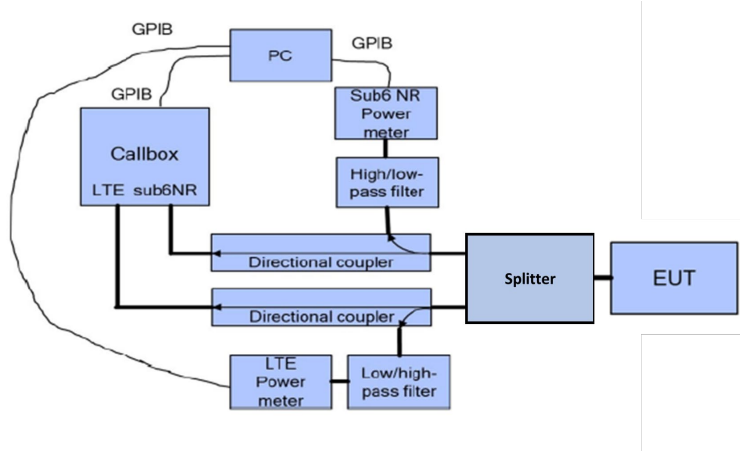 GPIB
PC
GPIB
GPIB
Sub6 NR
Power
meter
Callbox
LTE sub6NR
High/low-
pass filter
Directional coupler
Splitter
EUT
Directional coupler
LTE
Power
meter
Low/high-
pass filter